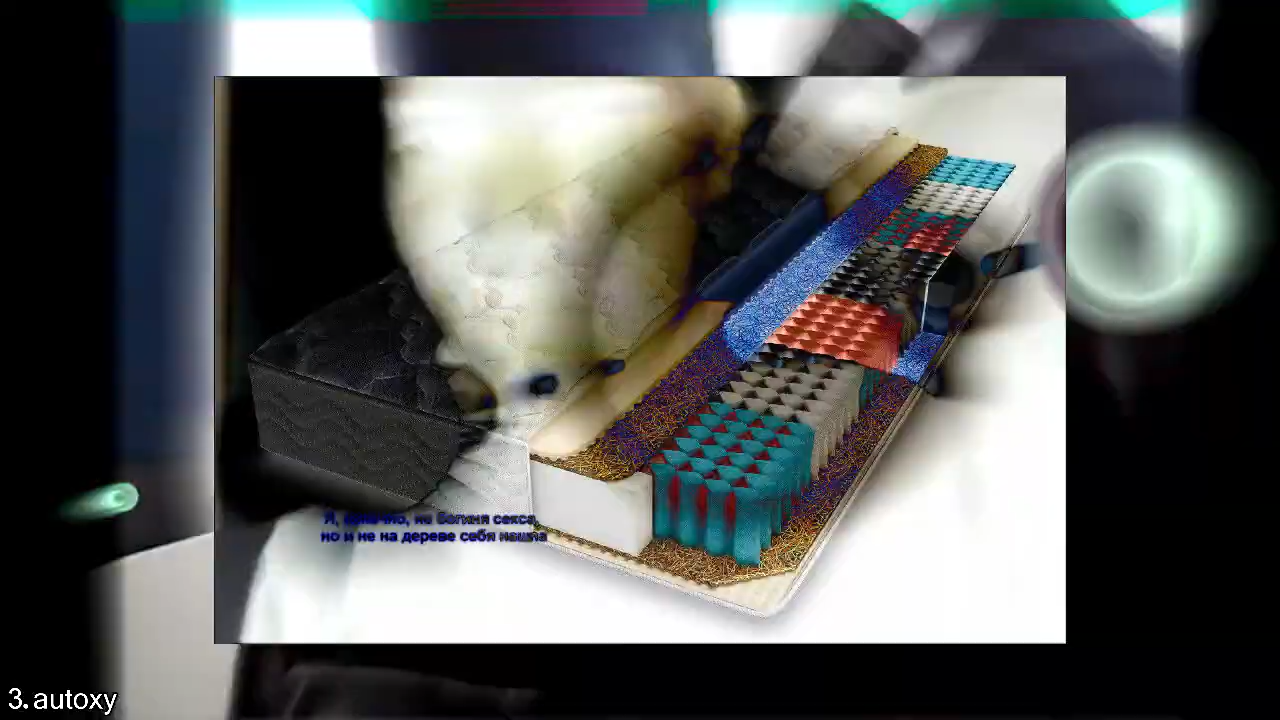 Я, конечно, не богиня секса,
но и не на дереве себя нашла
3. autoxy